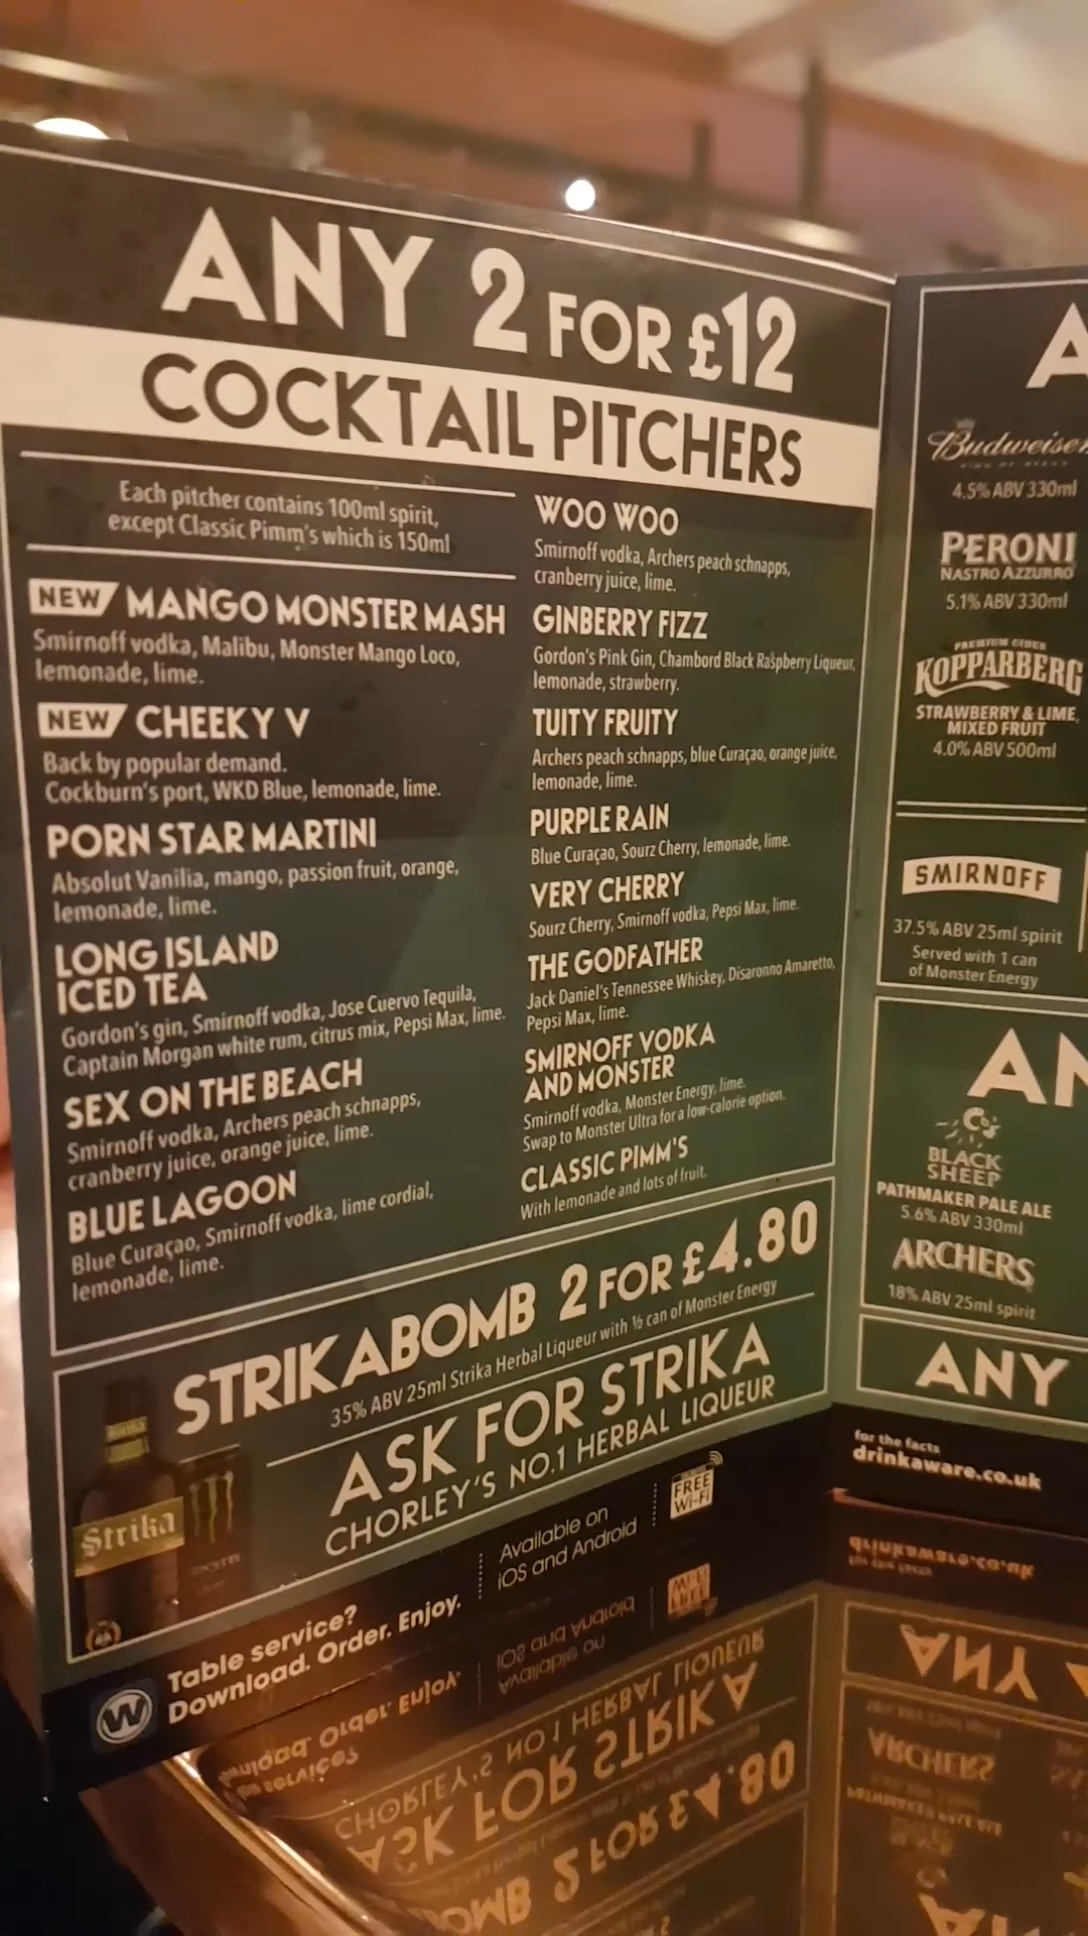 ANY 2 FOR £12
COCKTAIL PITCHERS
Each pitcher contains 100ml spirit,
except Classic Pimm's which is 150ml
NEW MANGO MONSTER MASH
Smirnoff vodka, Malibu, Monster Mango Loco,
lemonade, lime.
NEW CHEEKY V
Back by popular demand.
Cockburn's port, WKD Blue, lemonade, lime.
PORN STAR MARTINI
Absolut Vanilia, mango, passion fruit, orange,
lemonade, lime.
LONG ISLAND
ICED TEA
Gordon's gin, Smirnoff vodka, Jose Cuervo Tequila,
Captain Morgan white rum, citrus mix, Pepsi Max, lime.
SEX ON THE BEACH
Smirnoff vodka, Archers peach schnapps,
cranberry juice, orange juice, lime.
BLUE LAGOON
Blue Curaçao, Smirnoff vodka, lime cordial,
lemonade, lime.
WOO WOO
Smirnoff vodka, Archers peach schnapps,
cranberry juice, lime.
GINBERRY FIZZ
Gordon's Pink Gin, Chambord Black Raspberry Liqueur,
lemonade, strawberry.
TUITY FRUITY
Archers peach schnapps, blue Curaçao, orange juice,
lemonade, lime.
PURPLE RAIN
Blue Curaçao, Sourz Cherry, lemonade, lime.
VERY CHERRY
Sourz Cherry, Smirnoff vodka, Pepsi Max, lime.
THE GODFATHER
Jack Daniel's Tennessee Whiskey, Disaronno Amaretto,
Pepsi Max, lime.
SMIRNOFF VODKA
AND MONSTER
Smirnoff vodka, Monster Energy, lime.
Swap to Monster Ultra for a low-calorie option.
CLASSIC PIMM'S
With lemonade and lots of fruit.
STRIKABOMB 2 FOR £4.80
35% ABV 25ml Strika Herbal Liqueur with ½ can of Monster Energy
ASK FOR STRIKA
CHORLEY'S NO.1 HERBAL LIQUEUR
Strika
W
Table service?
Download. Order. Enjoy.
Available on
iOS and Android
FREE
Wi-Fi
A
Budweiser
4.5% ABV 330ml
PERONI
NASTRO AZZURRO
5.1% ABV 330ml
PREMIUM CIDER
KOPPARBERG
STRAWBERRY & LIME,
MIXED FRUIT
4.0% ABV 500ml
SMIRNOFF
37.5% ABV 25ml spirit
Served with 1 can
of Monster Energy
AN
BLACK
SHEEP
PATHMAKER PALE ALE
5.6% ABV 330ml
ARCHERS
18% ABV 25ml spirit
ANY
for the facts
drinkaware.co.uk